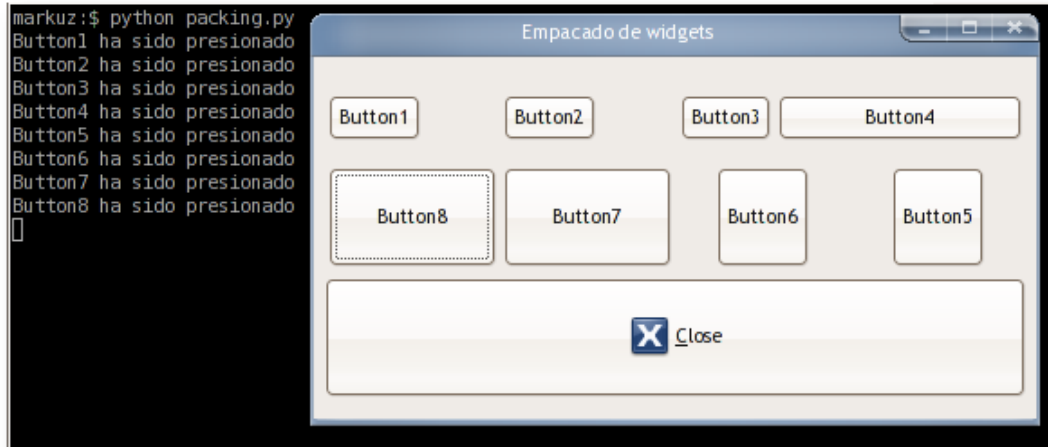 markuz:$ python packing.py
Button1 ha sido presionado
Button2 ha sido presionado
Button3 ha sido presionado
Button4 ha sido presionado
Button5 ha sido presionado
Button6 ha sido presionado
Button7 ha sido presionado
Button8 ha sido presionado
Empacado de widgets
Button1 Button2 Button3 Button4
Button8 Button7 Button6 Button5
Close